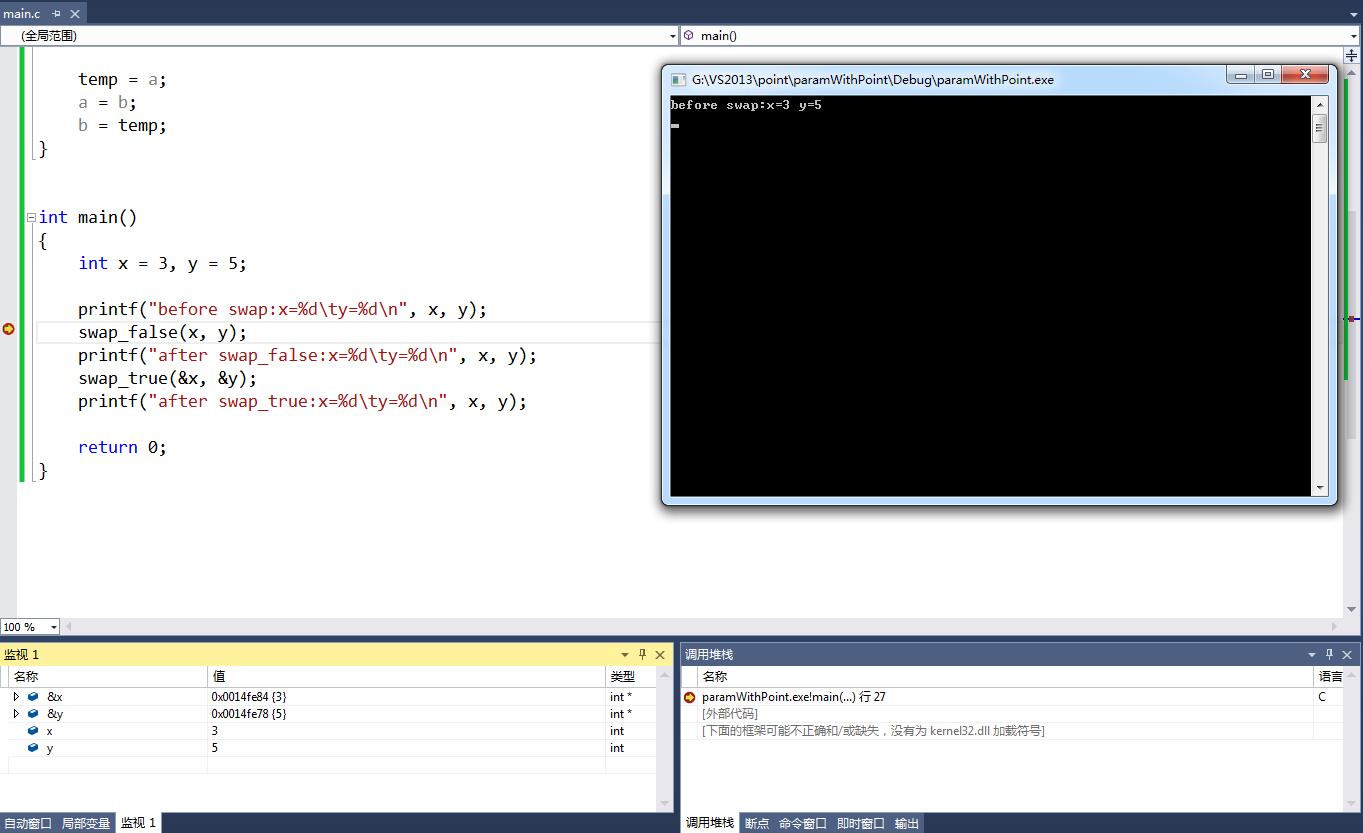 main.c
(全局范围)
main()
temp = a;
a = b;
b = temp;
}
int main()
{
int x = 3, y = 5;
printf("before swap:x=%d\ty=%d\n", x, y);
swap_false(x, y);
printf("after swap_false:x=%d\ty=%d\n", x, y);
swap_true(&x, &y);
printf("after swap_true:x=%d\ty=%d\n", x, y);
return 0;
}
G:\VS2013\point\paramWithPoint\Debug\paramWithPoint.exe
before swap:x=3 y=5
100 %
监视 1
名称 值 类型
&x 0x0014fe84 {3} int *
&y 0x0014fe78 {5} int *
x 3 int
y 5 int
自动窗口 局部变量 监视 1
调用堆栈
名称 语言
paramWithPoint.exe!main(...) 行 27 C
[外部代码]
[下面的框架可能不正确和/或缺失，没有为 kernel32.dll 加载符号]
调用堆栈 断点 命令窗口 即时窗口 输出